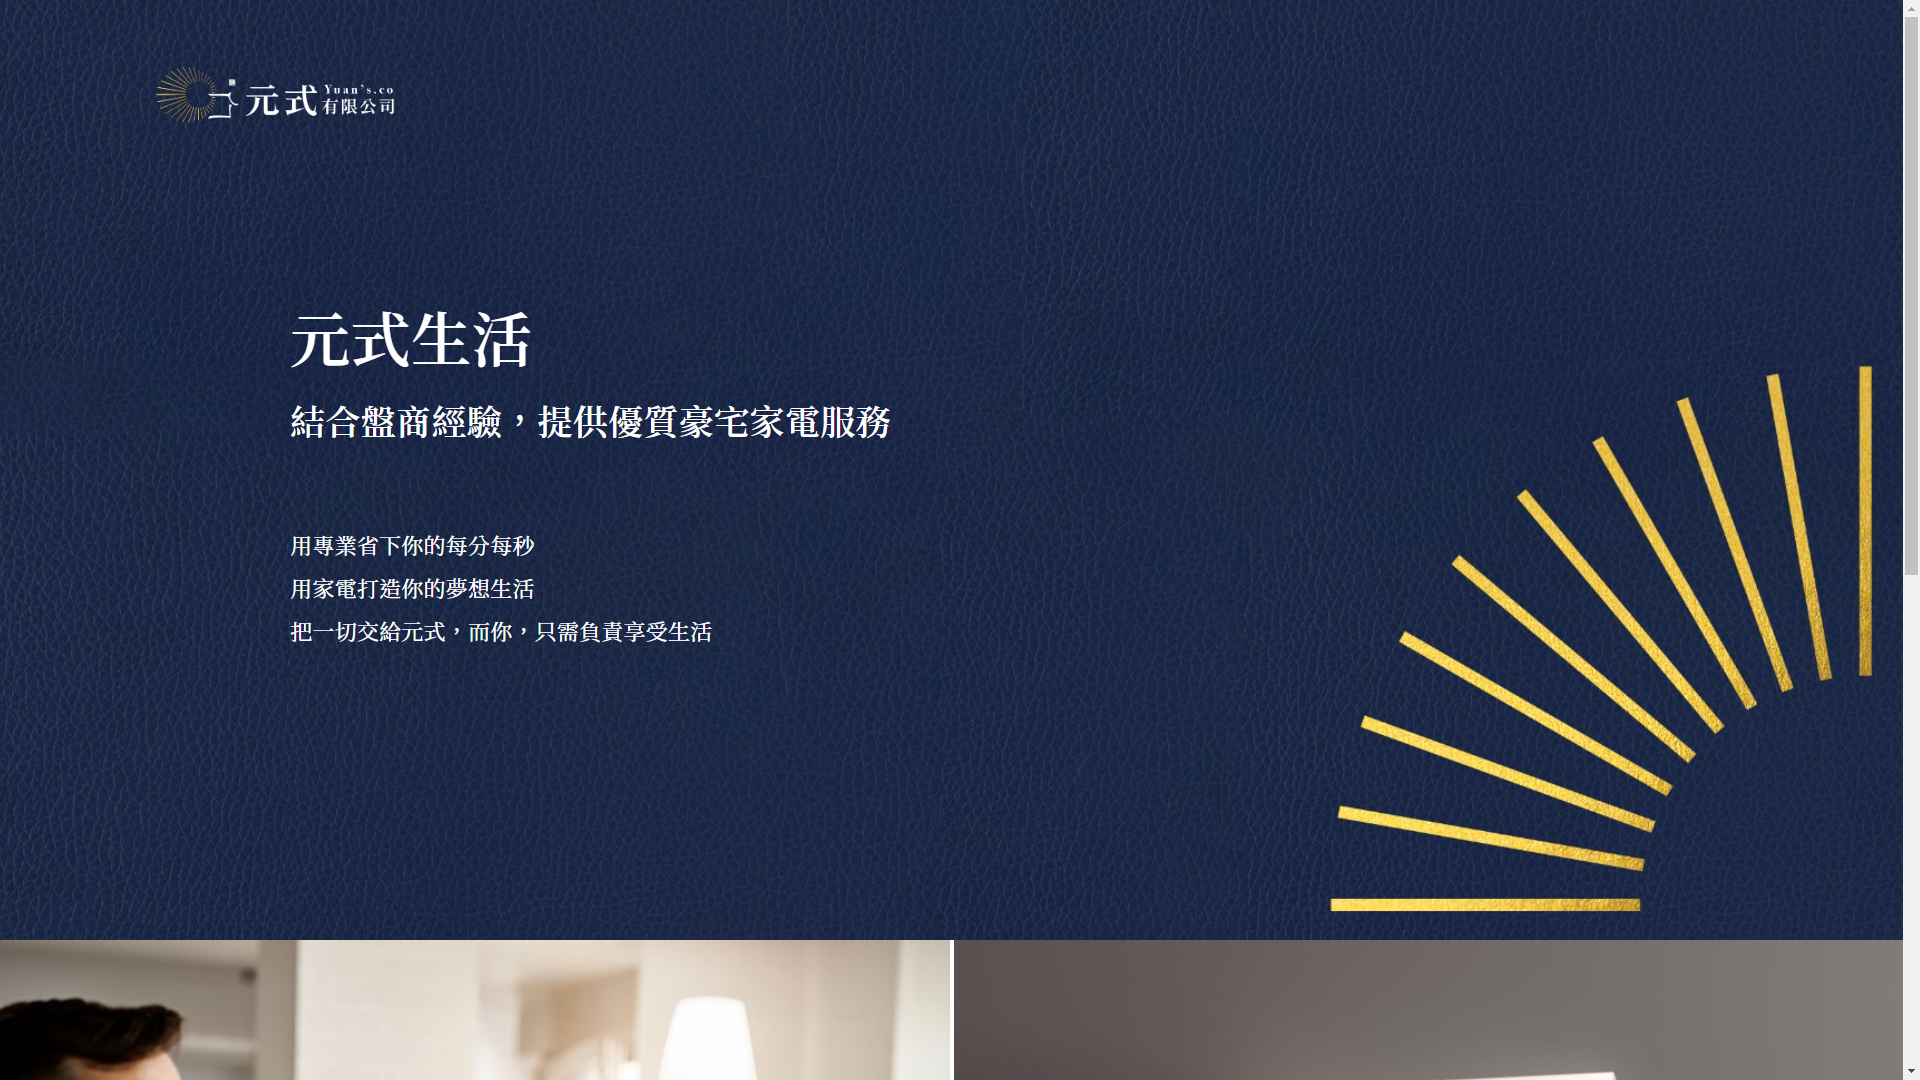 元式
Yuan's.co
有限公司
元式生活
結合盤商經驗，提供優質豪宅家電服務
用專業省下你的每分每秒
用家電打造你的夢想生活
把一切交給元式，而你，只需負責享受生活